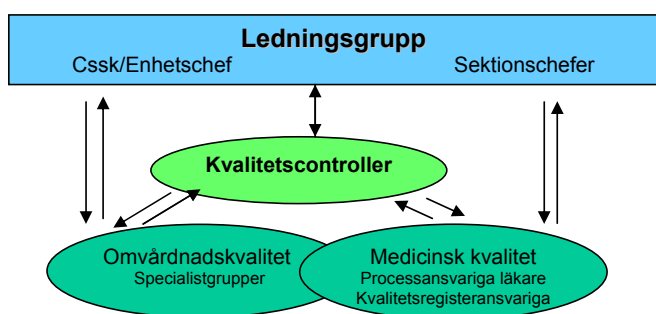 Ledningsgrupp
Cssk/Enhetschef Sektionschefer
Kvalitetscontroller
Omvårdnadskvalitet
Specialistgrupper
Medicinsk kvalitet
Processansvariga läkare
Kvalitetsregisteransvariga